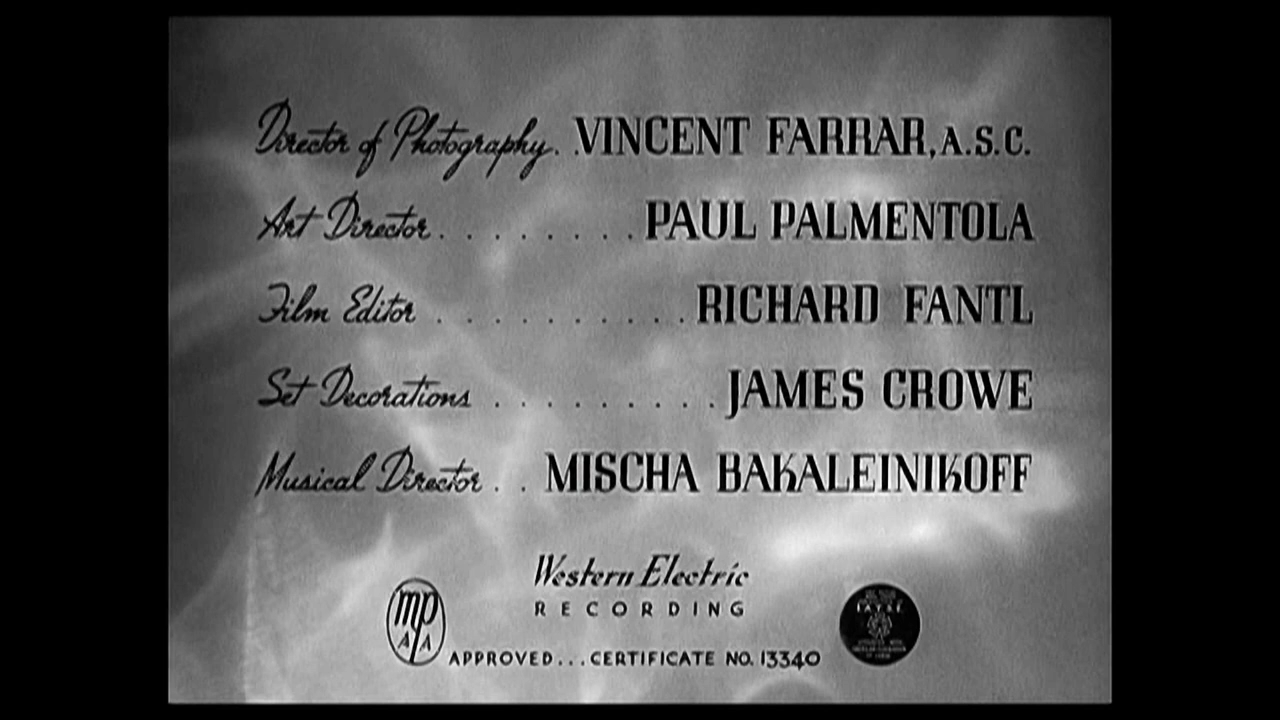 Director of Photography. .VINCENT FARRAR, A.S.C.
Art Director. . . . . . . . .PAUL PALMENTOLA
Film Editor . . . . . . . . . . .RICHARD FANTL
Set Decorations . . . . . . . . . .JAMES CROWE
Musical Director . . MISCHA BAKALEINIKOFF
Western Electric
RECORDING
MPAA
APPROVED...CERTIFICATE NO. 13340
IATSE